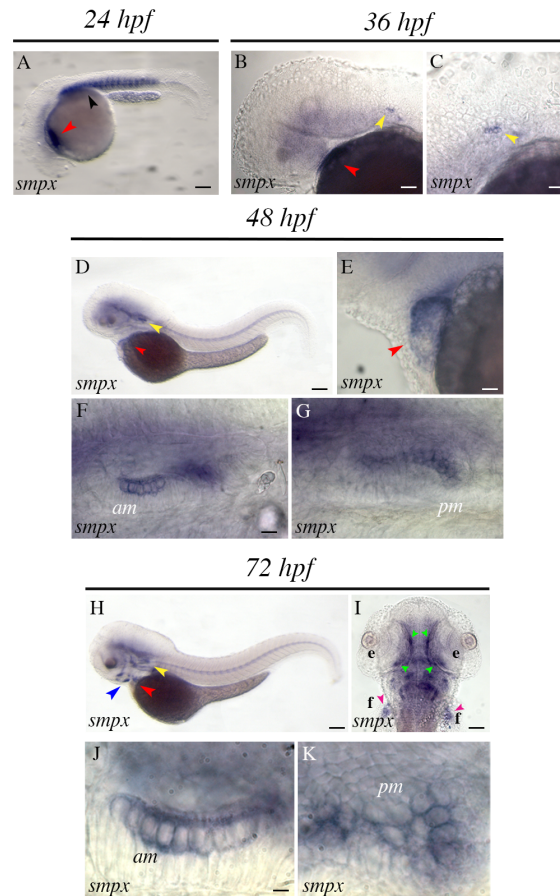 24 hpf
36 hpf
A
smpx
B
smpx
C
smpx
48 hpf
D
smpx
E
smpx
F
am
smpx
G
pm
smpx
72 hpf
H
smpx
I
e
e
f
f
smpx
J
am
smpx
K
pm
smpx